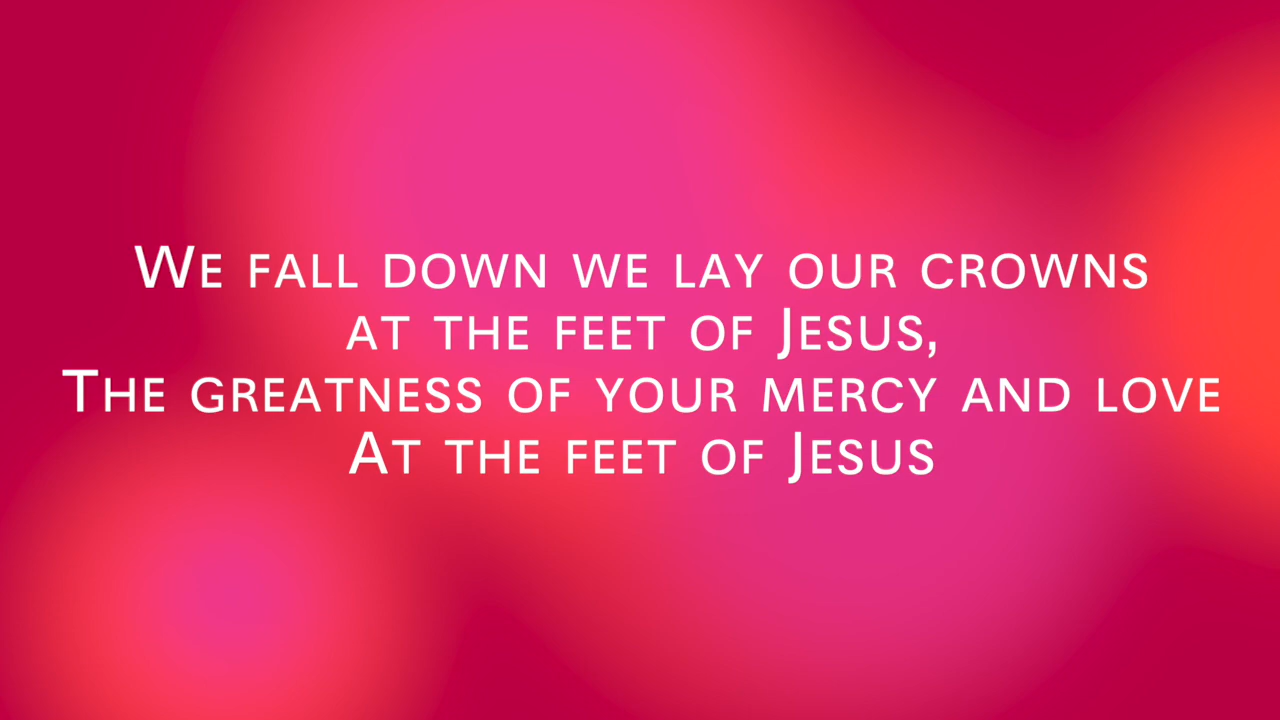 We fall down we lay our crowns
at the feet of Jesus,
The greatness of your mercy and love
At the feet of Jesus